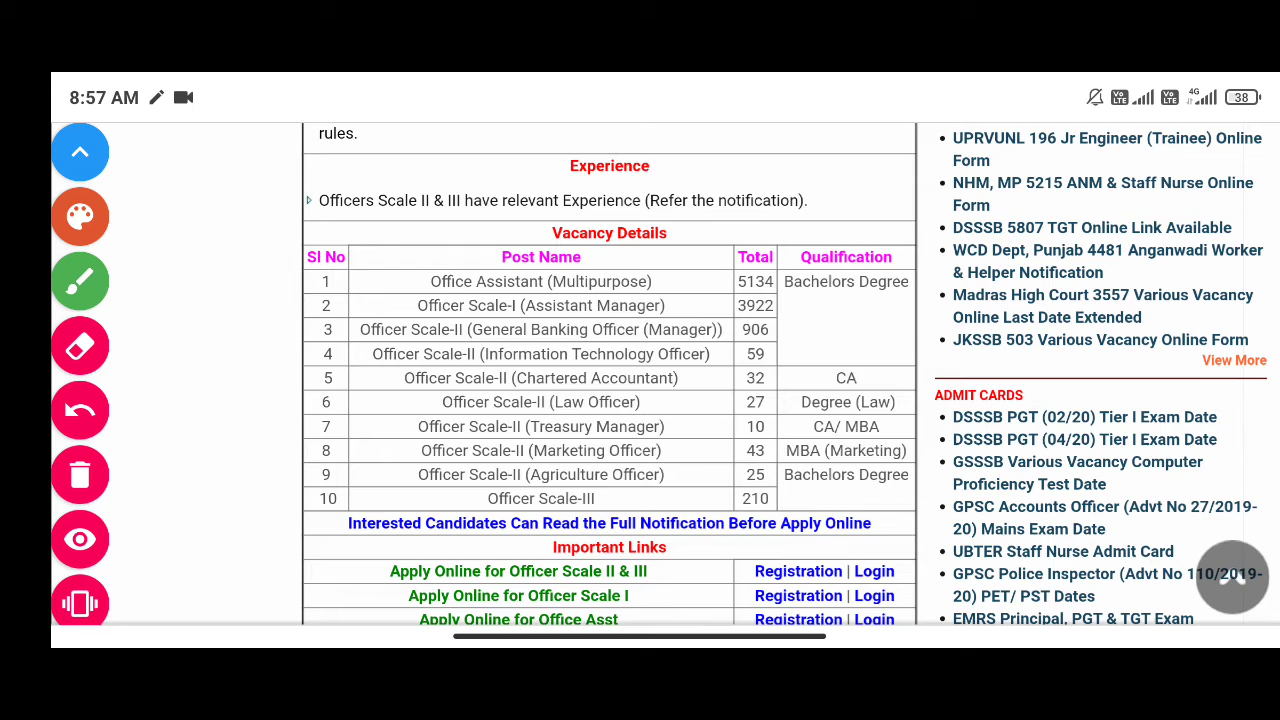 8:57 AM
4G
Vo LTE
Vo LTE
38
rules.
Experience
Officers Scale II & III have relevant Experience (Refer the notification).
Vacancy Details
Sl No Post Name Total Qualification
1 Office Assistant (Multipurpose) 5134 Bachelors Degree
2 Officer Scale-I (Assistant Manager) 3922
3 Officer Scale-II (General Banking Officer (Manager)) 906
4 Officer Scale-II (Information Technology Officer) 59
5 Officer Scale-II (Chartered Accountant) 32 CA
6 Officer Scale-II (Law Officer) 27 Degree (Law)
7 Officer Scale-II (Treasury Manager) 10 CA/ MBA
8 Officer Scale-II (Marketing Officer) 43 MBA (Marketing)
9 Officer Scale-II (Agriculture Officer) 25 Bachelors Degree
10 Officer Scale-III 210
Interested Candidates Can Read the Full Notification Before Apply Online
Important Links
Apply Online for Officer Scale II & III Registration | Login
Apply Online for Officer Scale I Registration | Login
Apply Online for Office Asst Registration | Login
UPRVUNL 196 Jr Engineer (Trainee) Online
Form
NHM, MP 5215 ANM & Staff Nurse Online
Form
DSSSB 5807 TGT Online Link Available
WCD Dept, Punjab 4481 Anganwadi Worker
& Helper Notification
Madras High Court 3557 Various Vacancy
Online Last Date Extended
JKSSB 503 Various Vacancy Online Form
View More
ADMIT CARDS
DSSSB PGT (02/20) Tier I Exam Date
DSSSB PGT (04/20) Tier I Exam Date
GSSSB Various Vacancy Computer
Proficiency Test Date
GPSC Accounts Officer (Advt No 27/2019-
20) Mains Exam Date
UBTER Staff Nurse Admit Card
GPSC Police Inspector (Advt No 110/2019-
20) PET/ PST Dates
EMRS Principal, PGT & TGT Exam